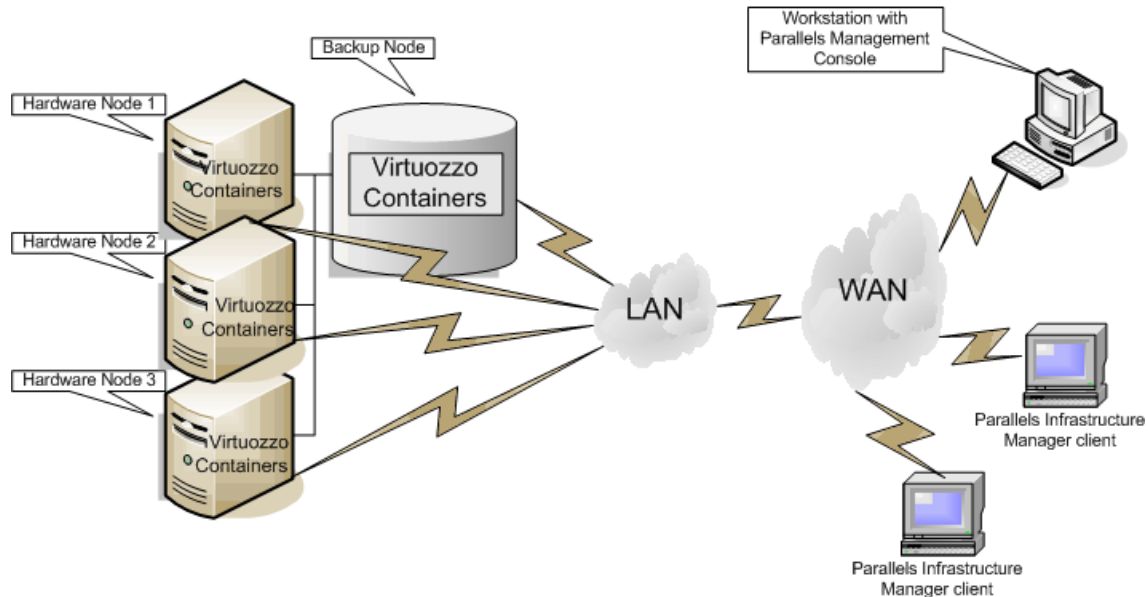 Workstation with
Parallels Management
Console
Backup Node
Hardware Node 1
Virtuozzo
Containers
Virtuozzo
Containers
Hardware Node 2
Virtuozzo
Containers
LAN
WAN
Hardware Node 3
Virtuozzo
Containers
Parallels Infrastructure
Manager client
Parallels Infrastructure
Manager client